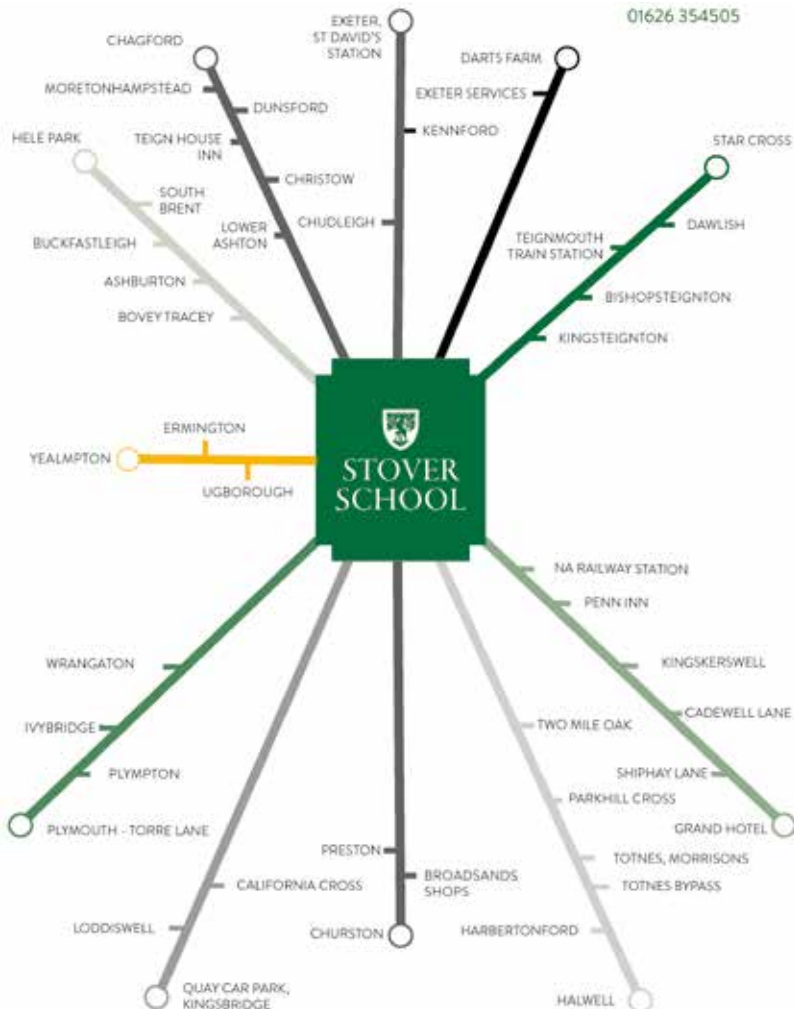 01626 354505
EXETER,
ST DAVID'S
STATION
CHAGFORD
DARTS FARM
MORETONHAMPSTEAD
EXETER SERVICES
DUNSFORD
KENNFORD
HELE PARK
TEIGN HOUSE
INN
STAR CROSS
CHRISTOW
SOUTH
BRENT
LOWER
ASHTON
CHUDLEIGH
DAWLISH
BUCKFASTLEIGH
TEIGNMOUTH
TRAIN STATION
ASHBURTON
BISHOPSTEIGNTON
BOVEY TRACEY
KINGSTEIGNTON
ERMINGTON
YEALMPTON
UGBOROUGH
STOVER
SCHOOL
NA RAILWAY STATION
PENN INN
WRANGATON
KINGSKERSWELL
IVYBRIDGE
TWO MILE OAK
CADEWELL LANE
PLYMPTON
SHIPHAY LANE
PARKHILL CROSS
PLYMOUTH - TORRE LANE
GRAND HOTEL
PRESTON
TOTNES, MORRISONS
BROADSANDS
SHOPS
CALIFORNIA CROSS
TOTNES BYPASS
LODDISWELL
CHURSTON
HARBERTONFORD
QUAY CAR PARK,
KINGSBRIDGE
HALWELL